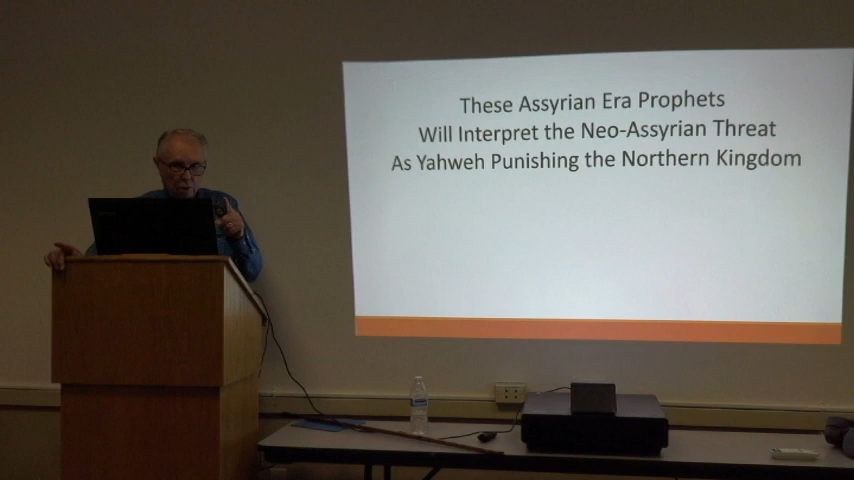 These Assyrian Era Prophets
Will Interpret the Neo-Assyrian Threat
As Yahweh Punishing the Northern Kingdom